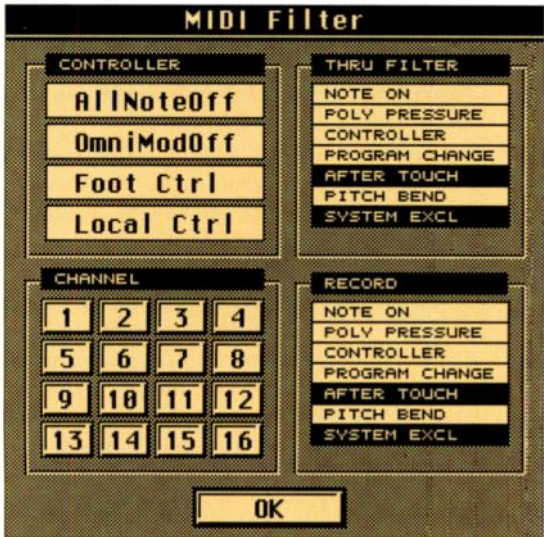 MIDI Filter
CONTROLLER
AllNoteOff
OmniModOff
Foot Ctrl
Local Ctrl
THRU FILTER
NOTE ON
POLY PRESSURE
CONTROLLER
PROGRAM CHANGE
AFTER TOUCH
PITCH BEND
SYSTEM EXCL
CHANNEL
1 2 3 4
5 6 7 8
9 10 11 12
13 14 15 16
RECORD
NOTE ON
POLY PRESSURE
CONTROLLER
PROGRAM CHANGE
AFTER TOUCH
PITCH BEND
SYSTEM EXCL
OK